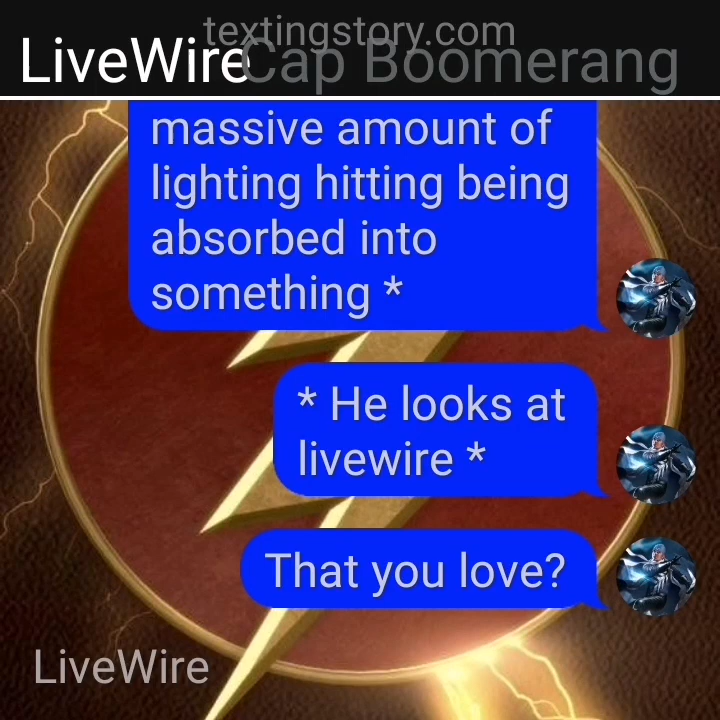 textingstory.com
LiveWire Cap Boomerang
massive amount of
lighting hitting being
absorbed into
something *
* He looks at
livewire *
That you love?
LiveWire